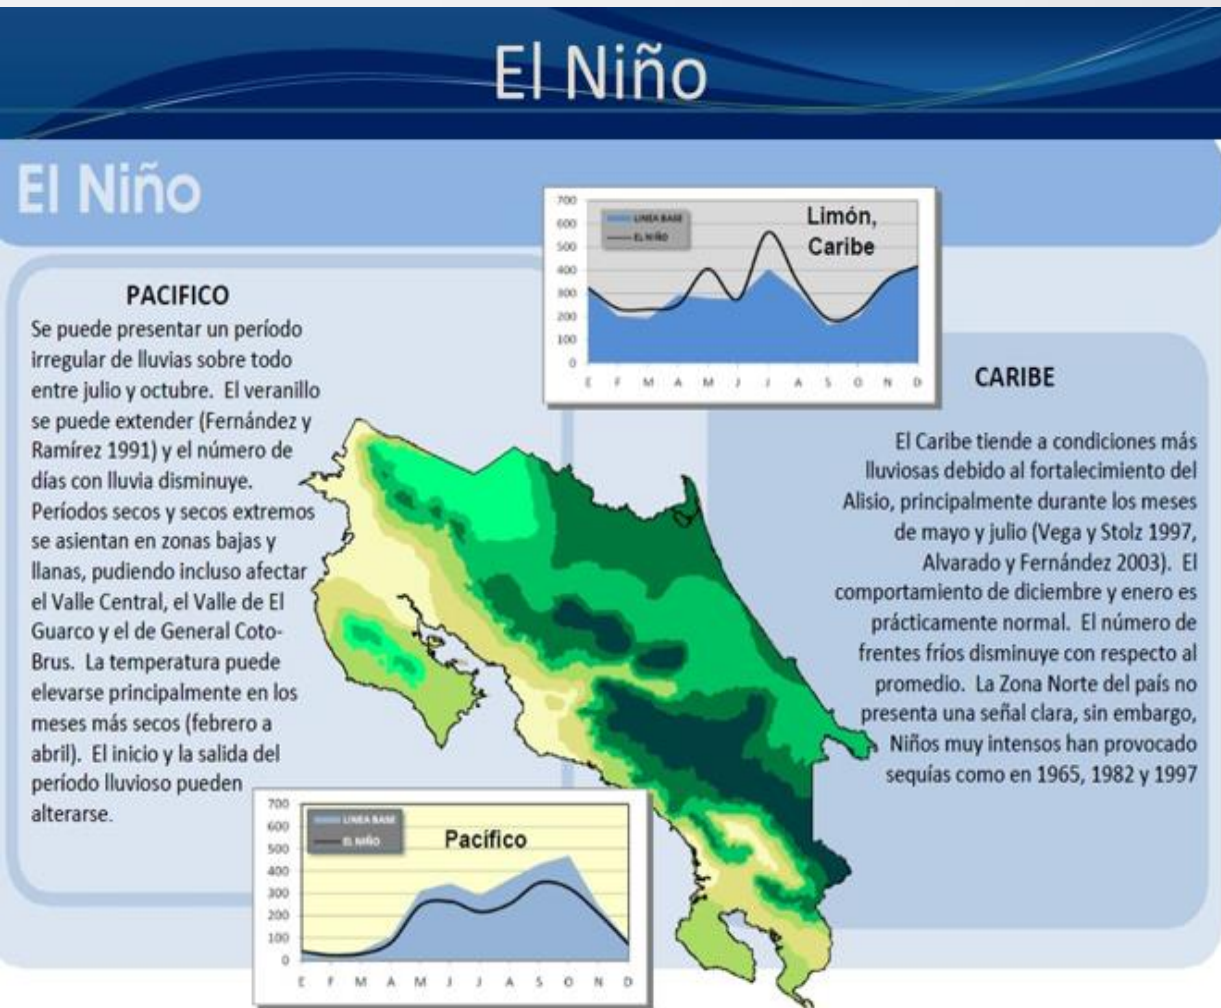 El Niño
El Niño
PACIFICO
Se puede presentar un período
irregular de lluvias sobre todo
entre julio y octubre. El veranillo
se puede extender (Fernández y
Ramírez 1991) y el número de
días con lluvia disminuye.
Períodos secos y secos extremos
se asientan en zonas bajas y
llanas, pudiendo incluso afectar
el Valle Central, el Valle de El
Guarco y el de General Coto-
Brus. La temperatura puede
elevarse principalmente en los
meses más secos (febrero a
abril). El inicio y la salida del
período lluvioso pueden
alterarse.
700
600
500
400
300
200
100
0
LINEA BASE
EL NIÑO
Limón,
Caribe
E F M A M J J A S O N D
CARIBE
El Caribe tiende a condiciones más
lluviosas debido al fortalecimiento del
Alisio, principalmente durante los meses
de mayo y julio (Vega y Stolz 1997,
Alvarado y Fernández 2003). El
comportamiento de diciembre y enero es
prácticamente normal. El número de
frentes fríos disminuye con respecto al
promedio. La Zona Norte del país no
presenta una señal clara, sin embargo,
Niños muy intensos han provocado
sequías como en 1965, 1982 y 1997
700
600
500
400
300
200
100
0
LINEA BASE
EL NIÑO
Pacífico
E F M A M J J A S O N D